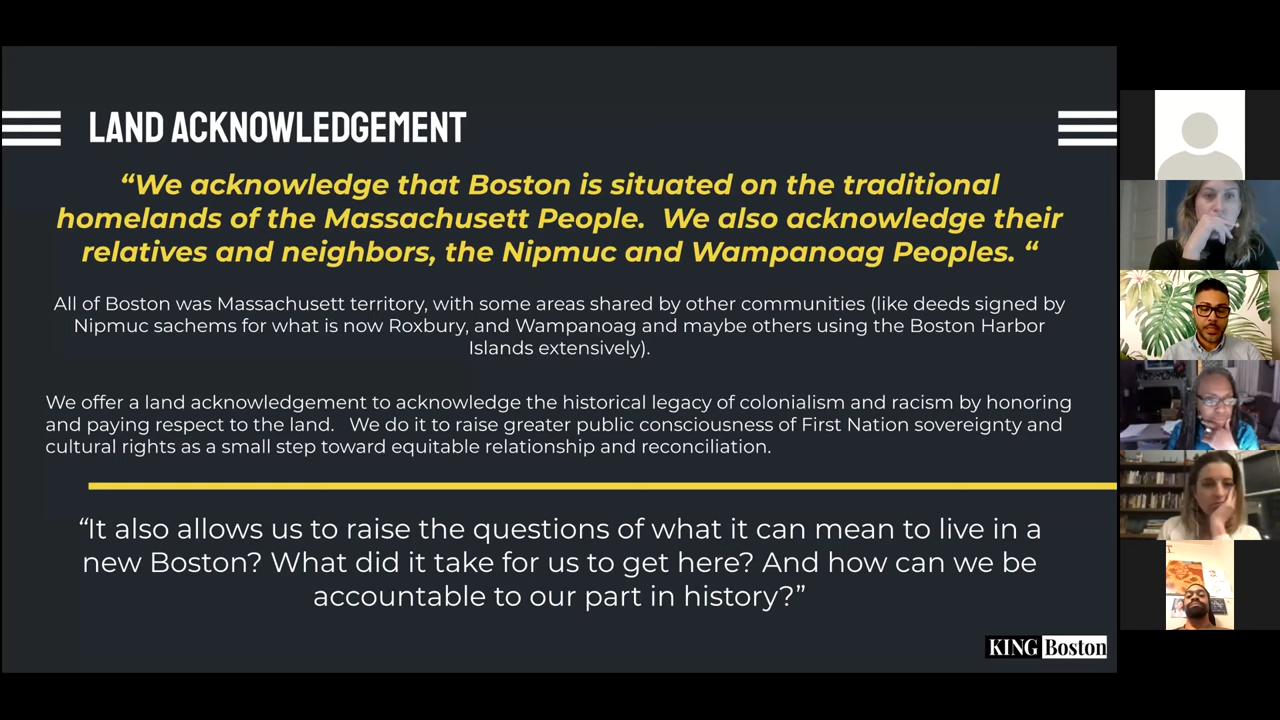 LAND ACKNOWLEDGEMENT
“We acknowledge that Boston is situated on the traditional
homelands of the Massachusett People.  We also acknowledge their
relatives and neighbors, the Nipmuc and Wampanoag Peoples. “
All of Boston was Massachusett territory, with some areas shared by other communities (like deeds signed by
Nipmuc sachems for what is now Roxbury, and Wampanoag and maybe others using the Boston Harbor
Islands extensively).
We offer a land acknowledgement to acknowledge the historical legacy of colonialism and racism by honoring
and paying respect to the land.   We do it to raise greater public consciousness of First Nation sovereignty and
cultural rights as a small step toward equitable relationship and reconciliation.
“It also allows us to raise the questions of what it can mean to live in a
new Boston? What did it take for us to get here? And how can we be
accountable to our part in history?”
KING Boston